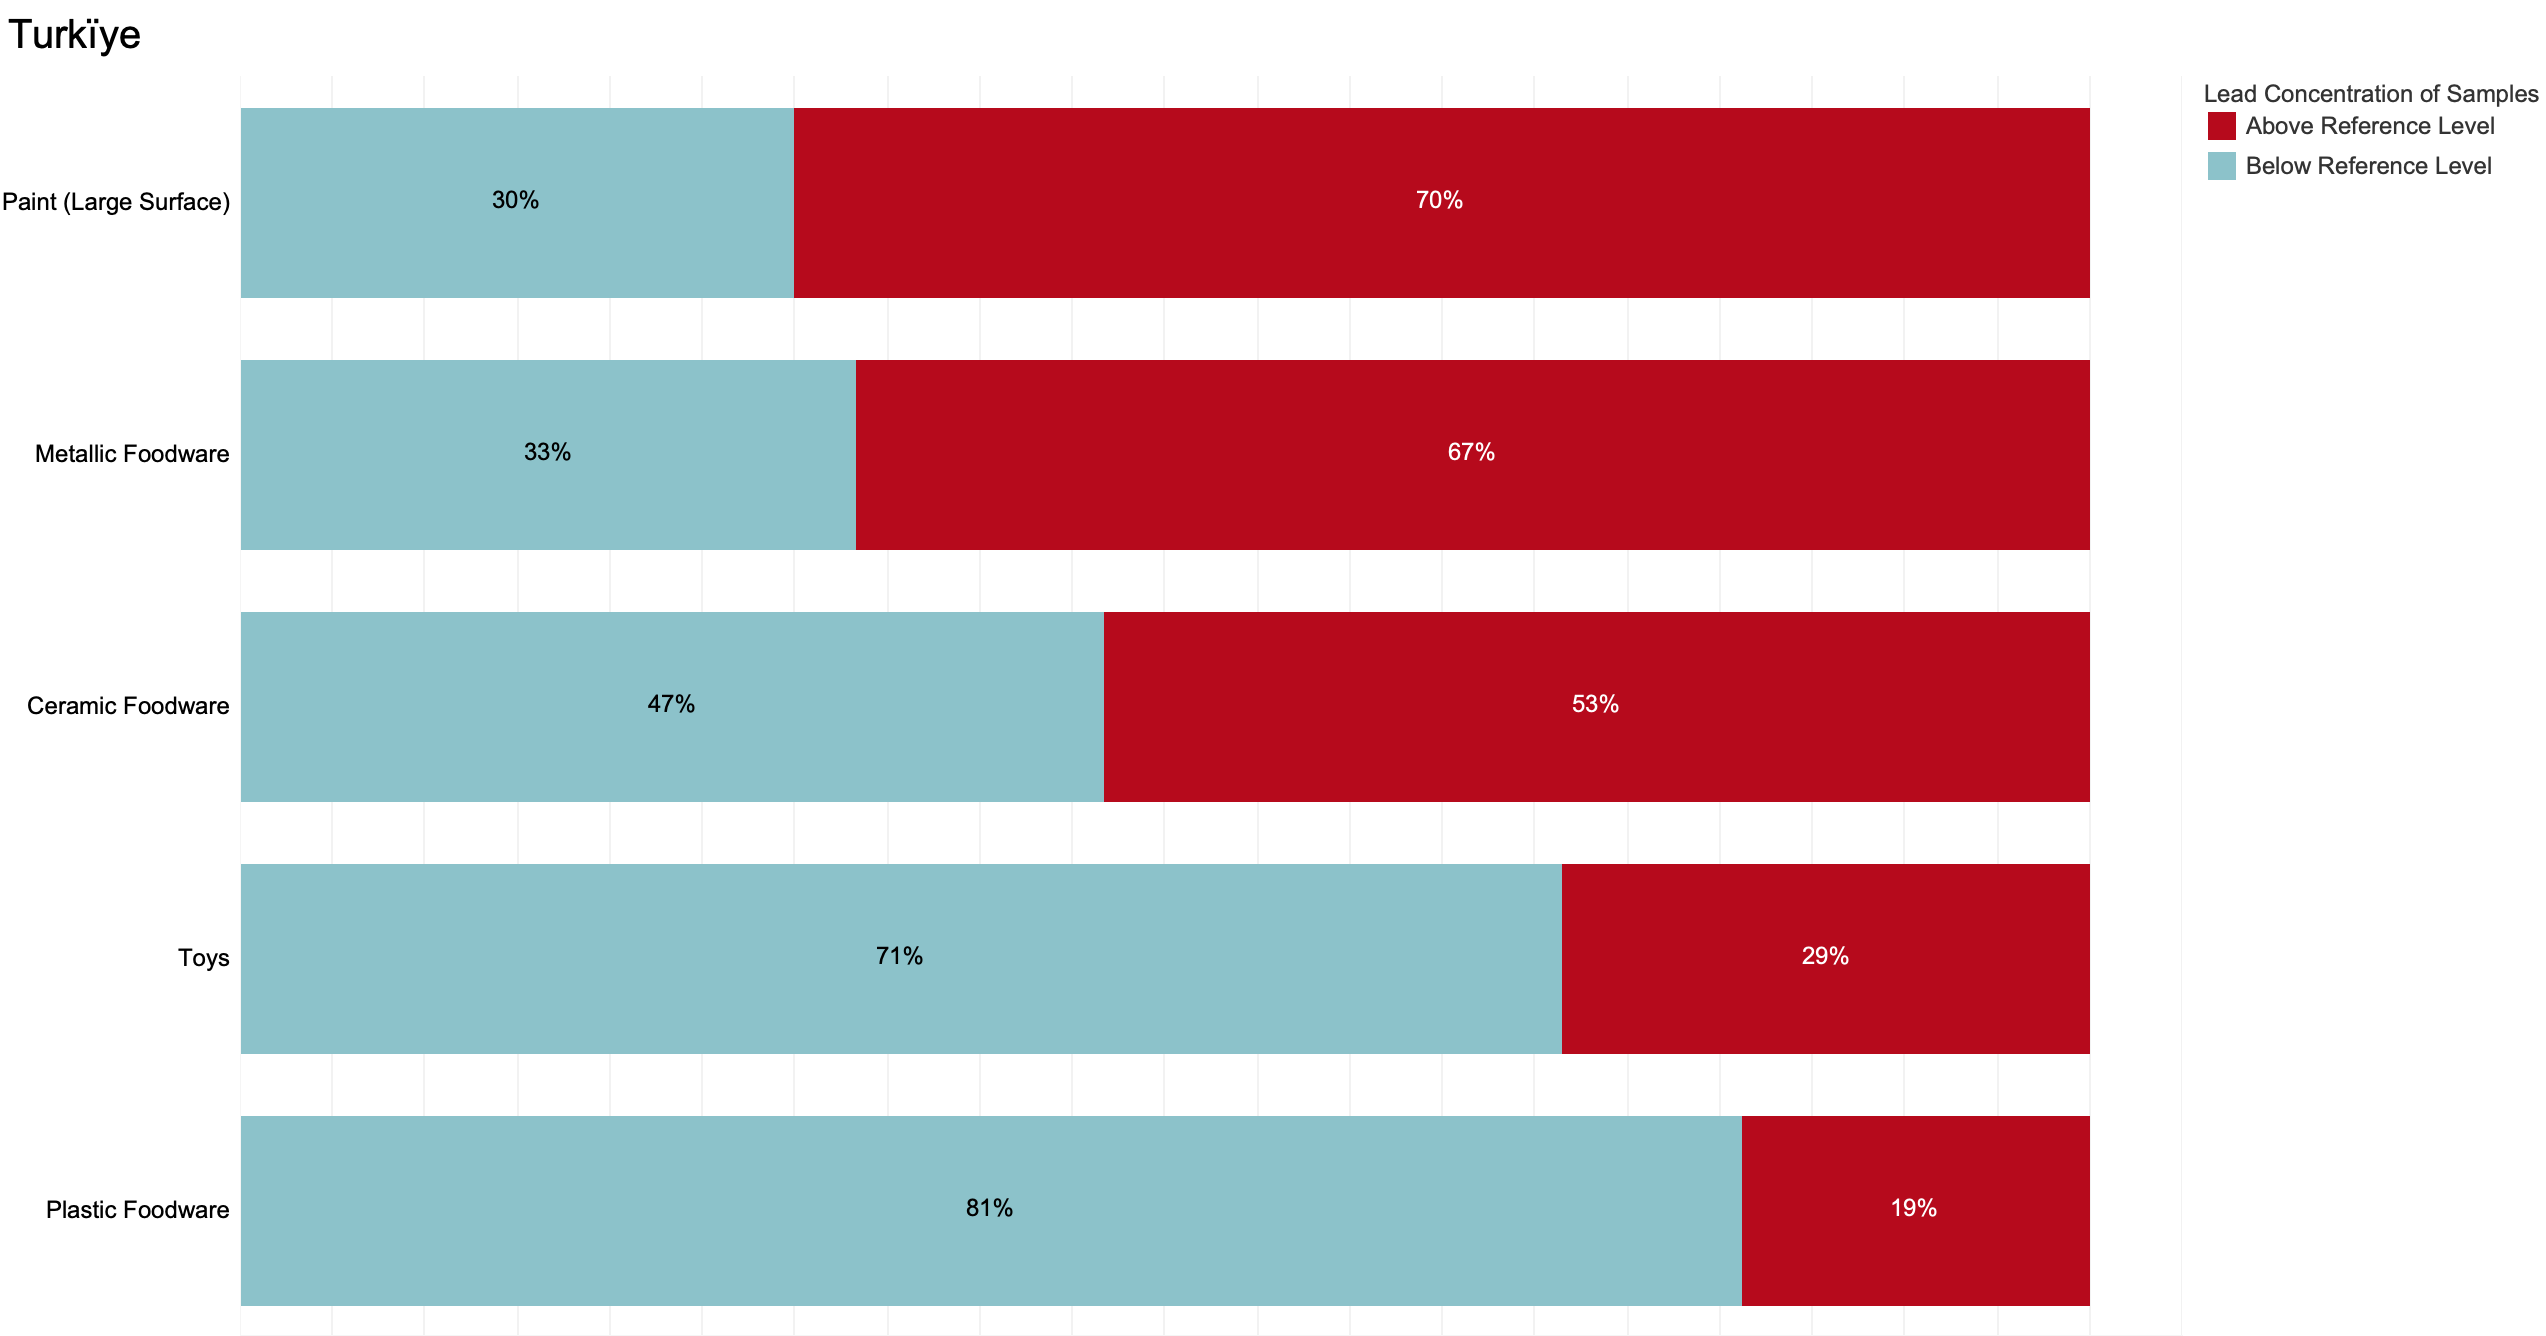 Turkïye
Lead Concentration of Samples
Above Reference Level
Below Reference Level
Paint (Large Surface) 30% 70%
Metallic Foodware 33% 67%
Ceramic Foodware 47% 53%
Toys 71% 29%
Plastic Foodware 81% 19%